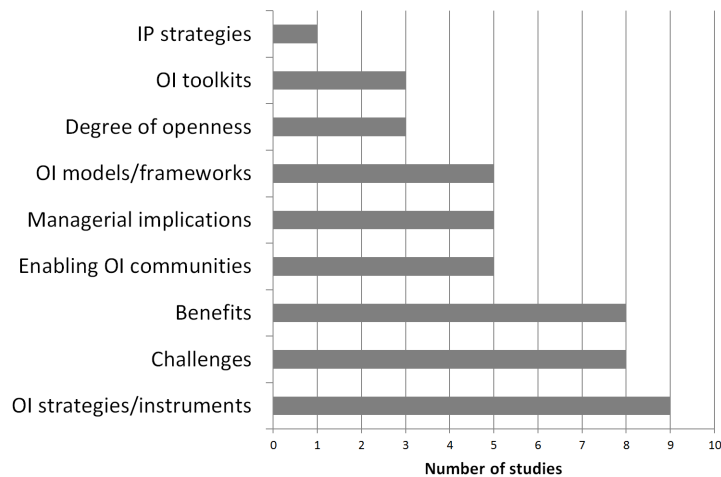 IP strategies
OI toolkits
Degree of openness
OI models/frameworks
Managerial implications
Enabling OI communities
Benefits
Challenges
OI strategies/instruments
0 1 2 3 4 5 6 7 8 9 10
Number of studies